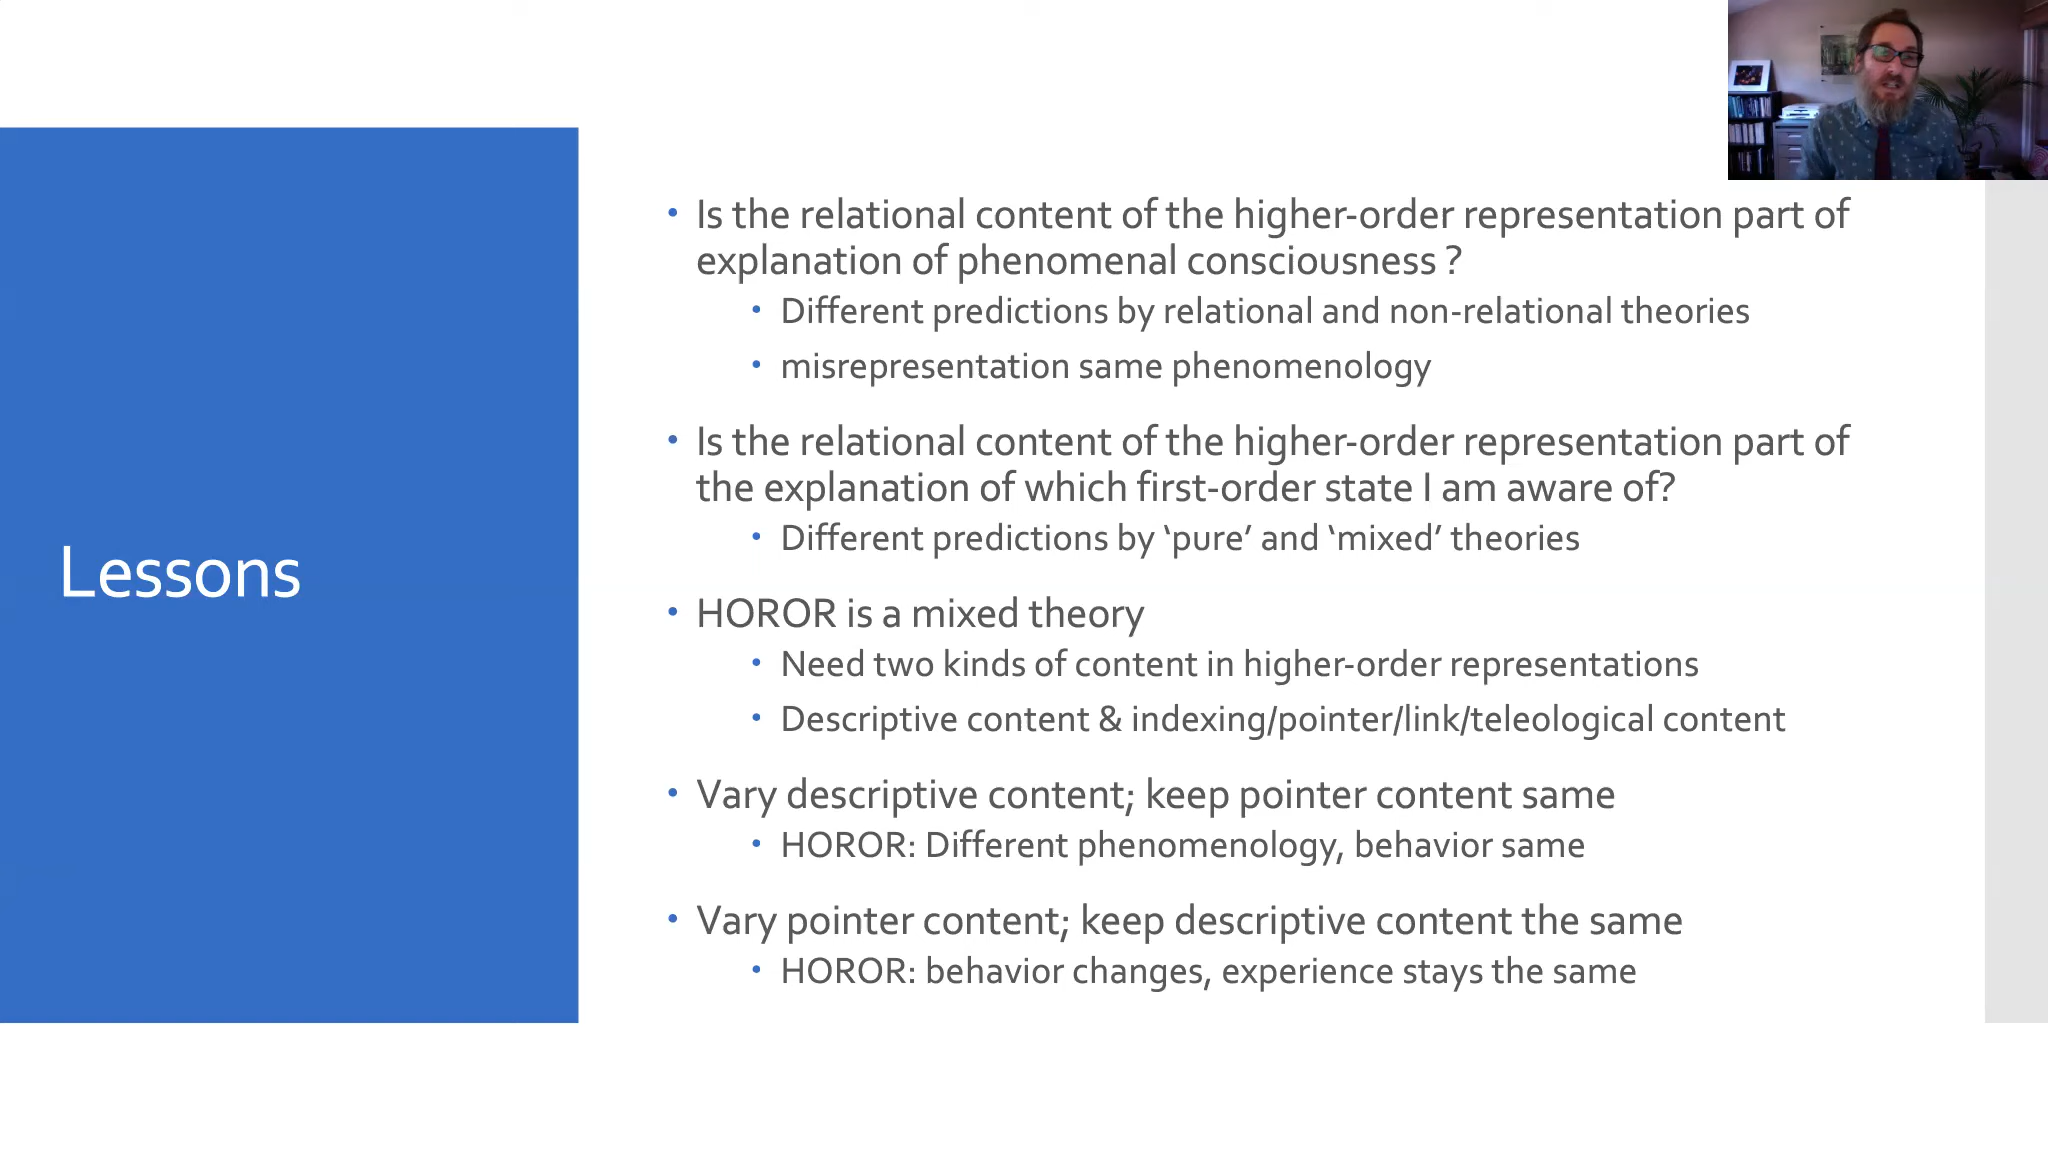 Lessons
• Is the relational content of the higher-order representation part of
explanation of phenomenal consciousness ?
• Different predictions by relational and non-relational theories
• misrepresentation same phenomenology
• Is the relational content of the higher-order representation part of
the explanation of which first-order state I am aware of?
• Different predictions by ‘pure’ and ‘mixed’ theories
• HOROR is a mixed theory
• Need two kinds of content in higher-order representations
• Descriptive content & indexing/pointer/link/teleological content
• Vary descriptive content; keep pointer content same
• HOROR: Different phenomenology, behavior same
• Vary pointer content; keep descriptive content the same
• HOROR: behavior changes, experience stays the same